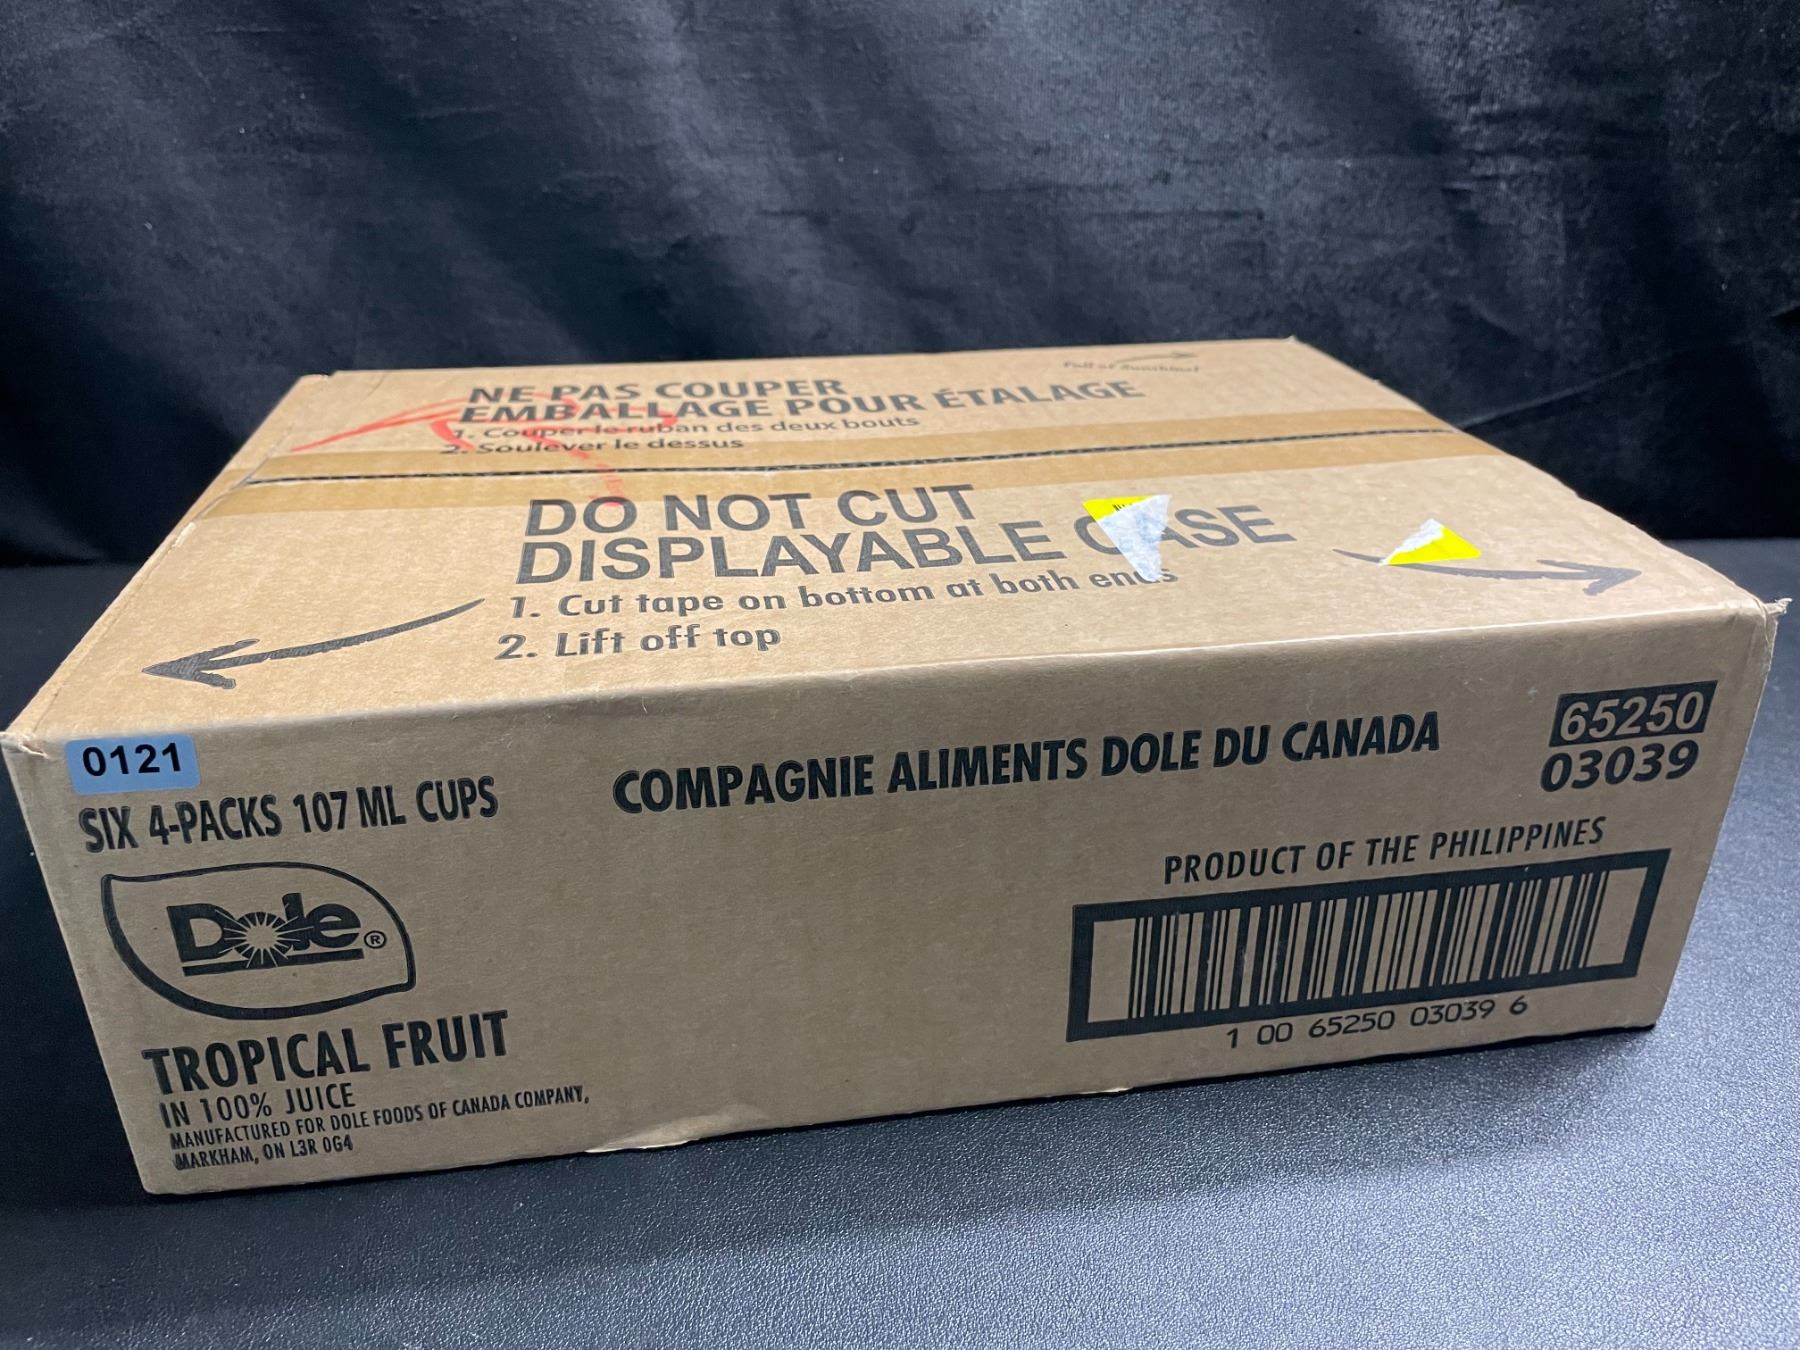 Full of Sunshine!
NE PAS COUPER
EMBALLAGE POUR ÉTALAGE
1. Couper le ruban des deux bouts
2. Soulever le dessus
DO NOT CUT
DISPLAYABLE CASE
1. Cut tape on bottom at both ends
2. Lift off top
0121
SIX 4-PACKS 107 ML CUPS
COMPAGNIE ALIMENTS DOLE DU CANADA
65250
03039
PRODUCT OF THE PHILIPPINES
1 00 65250 03039 6
Dole®
TROPICAL FRUIT
IN 100% JUICE
MANUFACTURED FOR DOLE FOODS OF CANADA COMPANY,
MARKHAM, ON L3R 0G4